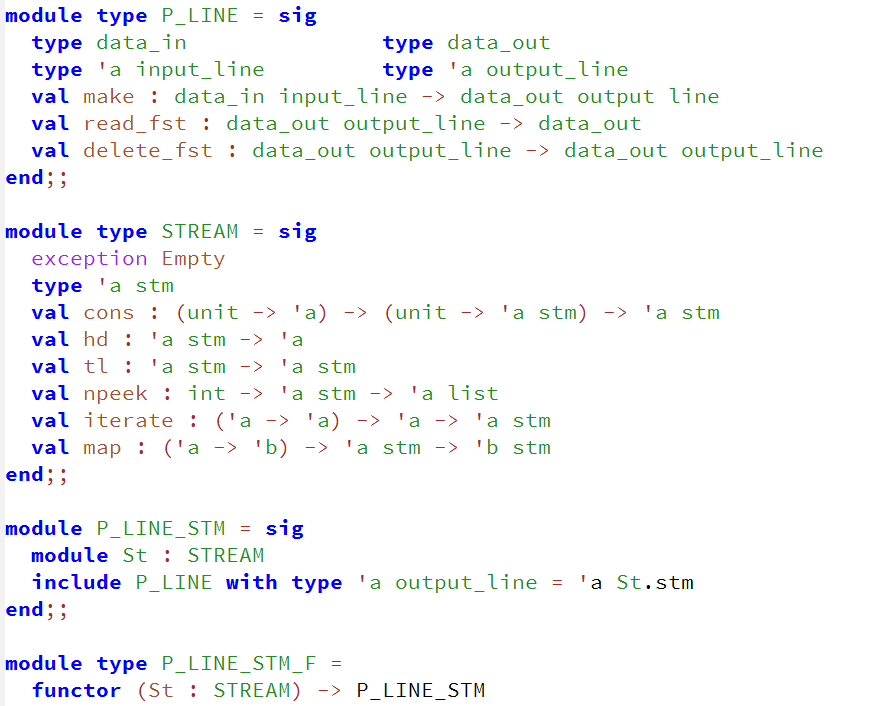 module type P_LINE = sig
  type data_in               type data_out
  type 'a input_line         type 'a output_line
  val make : data_in input_line -> data_out output line
  val read_fst : data_out output_line -> data_out
  val delete_fst : data_out output_line -> data_out output_line
end;;

module type STREAM = sig
  exception Empty
  type 'a stm
  val cons : (unit -> 'a) -> (unit -> 'a stm) -> 'a stm
  val hd : 'a stm -> 'a
  val tl : 'a stm -> 'a stm
  val npeek : int -> 'a stm -> 'a list
  val iterate : ('a -> 'a) -> 'a -> 'a stm
  val map : ('a -> 'b) -> 'a stm -> 'b stm
end;;

module P_LINE_STM = sig
  module St : STREAM
  include P_LINE with type 'a output_line = 'a St.stm
end;;

module type P_LINE_STM_F =
  functor (St : STREAM) -> P_LINE_STM